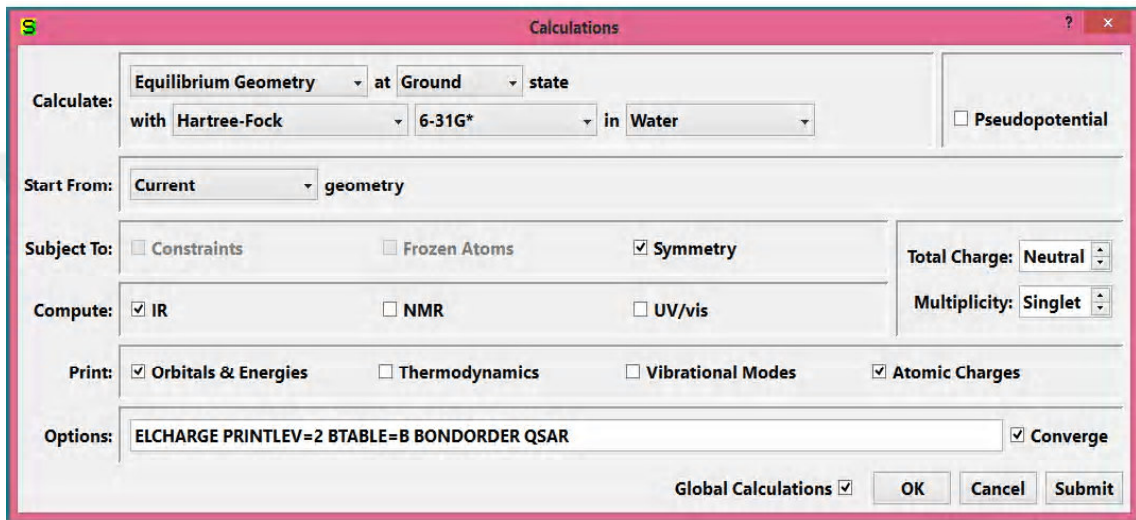 S Calculations ? ×
Calculate: Equilibrium Geometry at Ground state
with Hartree-Fock 6-31G* in Water Pseudopotential
Start From: Current geometry
Subject To: Constraints Frozen Atoms Symmetry
Total Charge: Neutral
Compute: IR NMR UV/vis
Multiplicity: Singlet
Print: Orbitals & Energies Thermodynamics Vibrational Modes Atomic Charges
Options: ELCHARGE PRINTLEV=2 BTABLE=B BONDORDER QSAR Converge
Global Calculations OK Cancel Submit